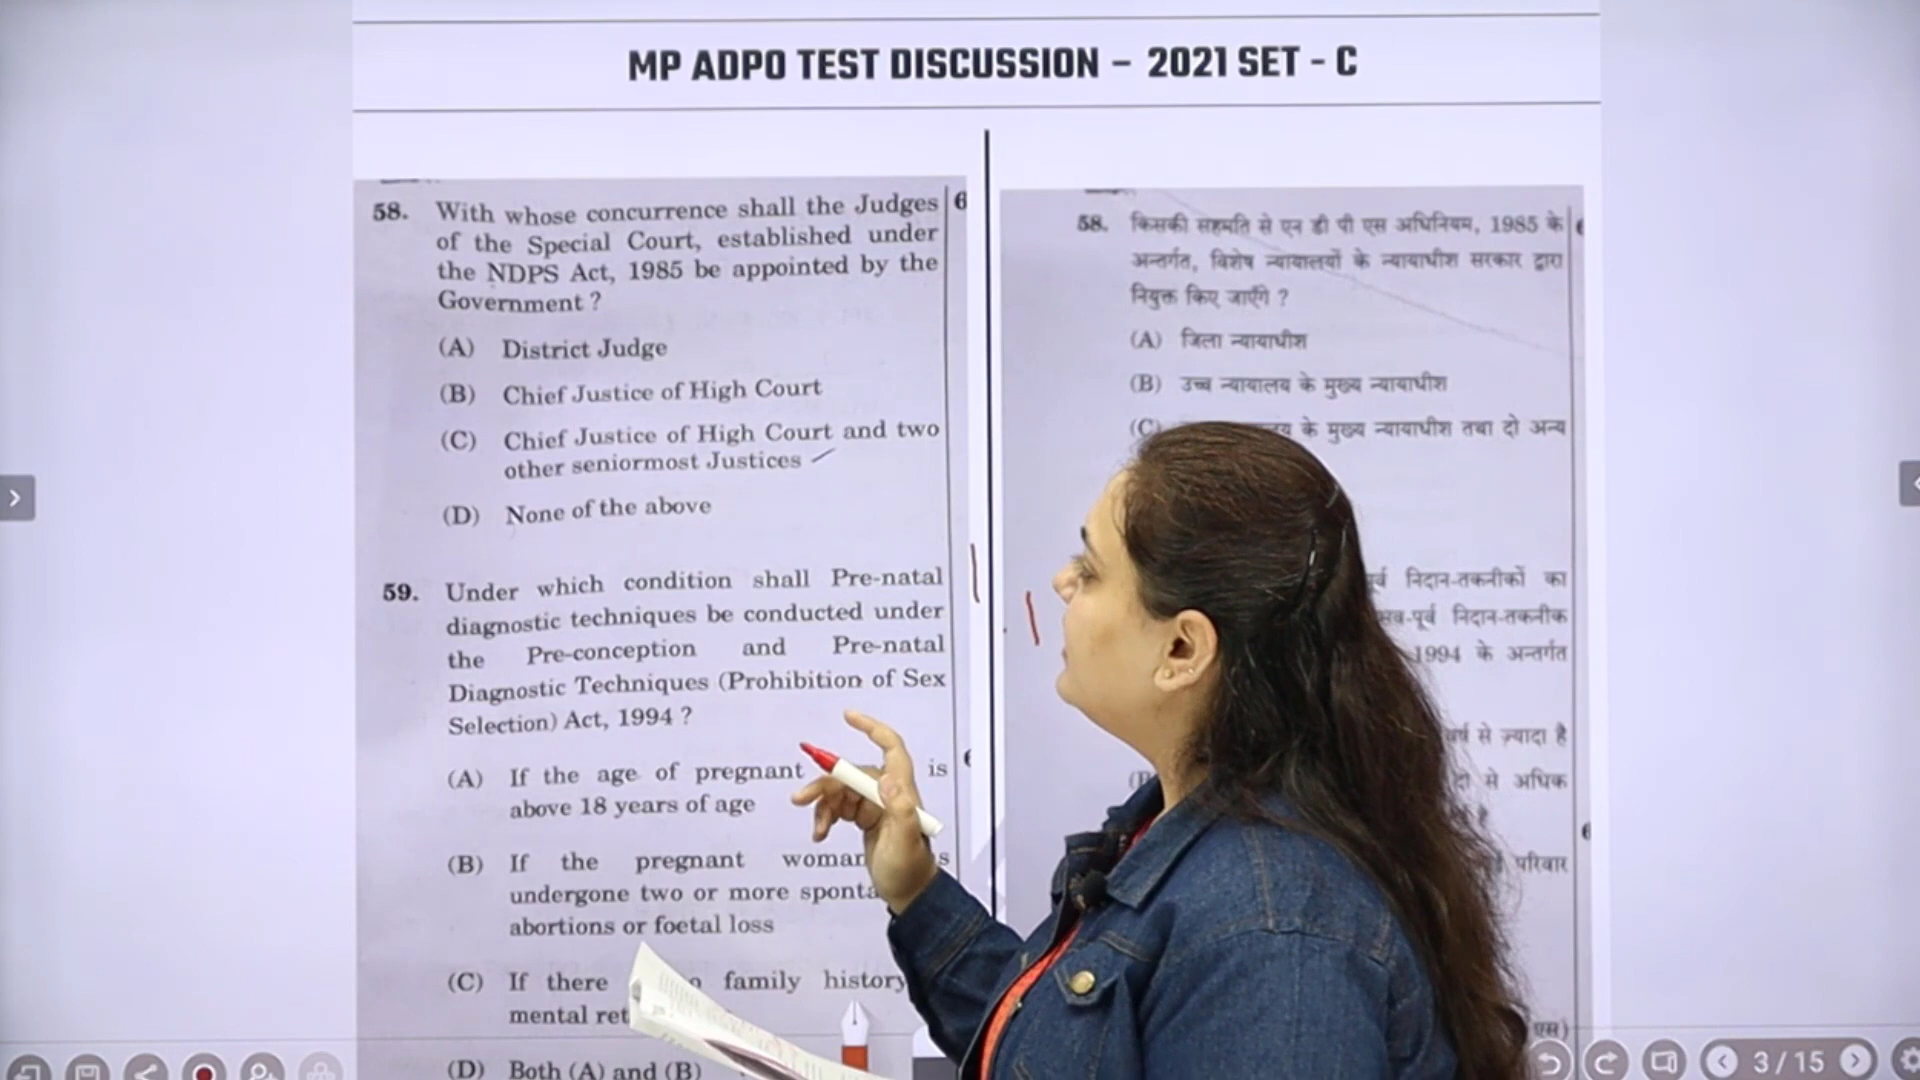 MP ADPO TEST DISCUSSION – 2021 SET - C
58. With whose concurrence shall the Judges
of the Special Court, established under
the NDPS Act, 1985 be appointed by the
Government ?
(A) District Judge
(B) Chief Justice of High Court
(C) Chief Justice of High Court and two
other seniormost Justices
(D) None of the above
59. Under which condition shall Pre-natal
diagnostic techniques be conducted under
the Pre-conception and Pre-natal
Diagnostic Techniques (Prohibition of Sex
Selection) Act, 1994 ?
(A) If the age of pregnant is
above 18 years of age
(B) If the pregnant woman
undergone two or more
abortions or foetal loss
(C) If there family history
mental
(D) Both (A) and (B)
6
58. किसकी सहमति से एन डी पी एस अधिनियम, 1985 के
अन्तर्गत, विशेष न्यायालयों के न्यायाधीश सरकार द्वारा
नियुक्त किए जाएँगे ?
(A) जिला न्यायाधीश
(B) उच्च न्यायालय के मुख्य न्यायाधीश
(C) के मुख्य न्यायाधीश तथा दो अन्य
निदान-तकनीकों का
निदान-तकनीक
1994 के अन्तर्गत
से ज़्यादा है
दो से अधिक
परिवार
एस)
3 / 15